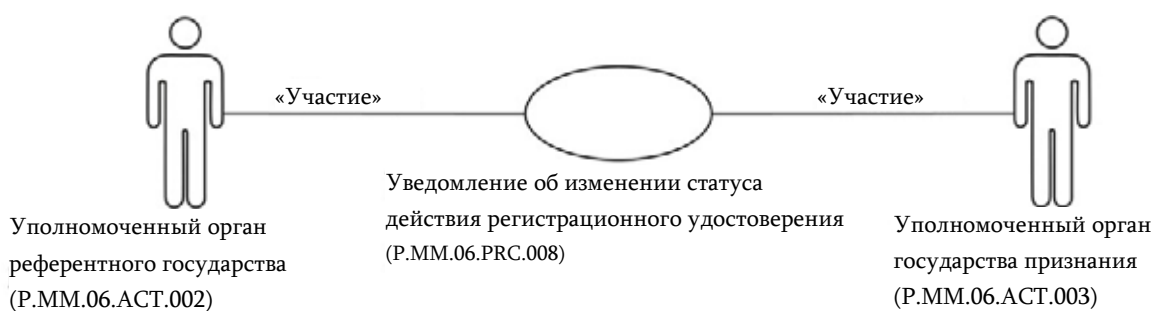 «Участие»
«Участие»
Уведомление об изменении статуса
действия регистрационного удостоверения
(P.MM.06.PRC.008)
Уполномоченный орган
референтного государства
(P.MM.06.ACT.002)
Уполномоченный орган
государства признания
(P.MM.06.ACT.003)